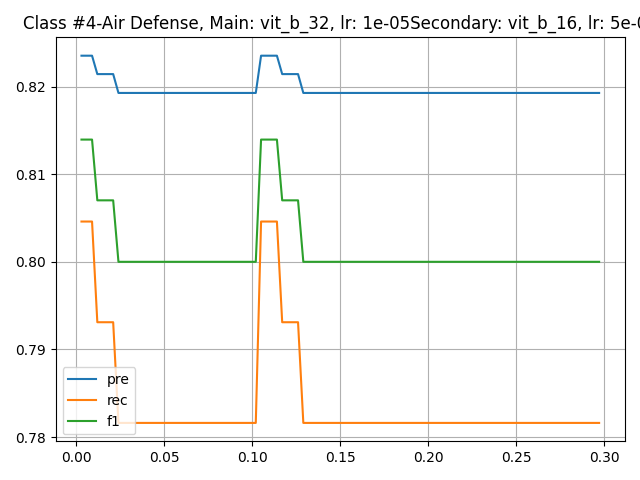 Class #4-Air Defense, Main: vit_b_32, lr: 1e-05Secondary: vit_b_16, lr: 5e-0
0.82
0.81
0.80
0.79
0.78
pre
rec
f1
0.00 0.05 0.10 0.15 0.20 0.25 0.30